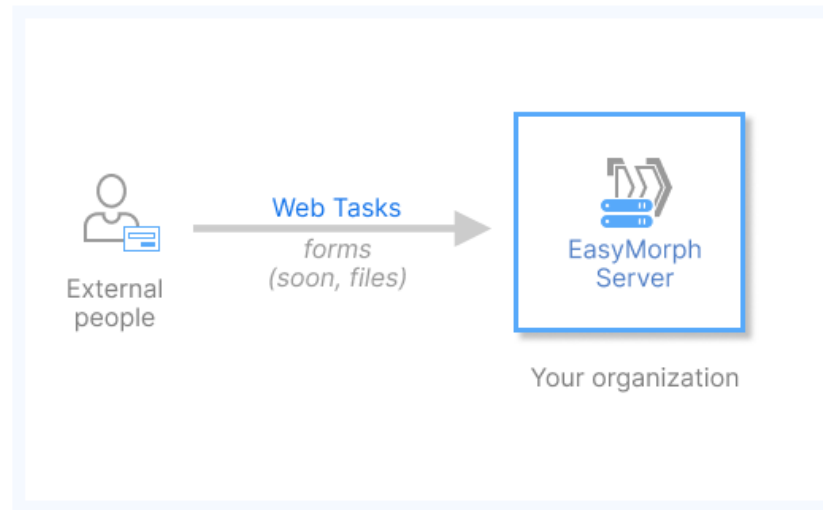 Web Tasks
forms
(soon, files)
External
people
EasyMorph
Server
Your organization